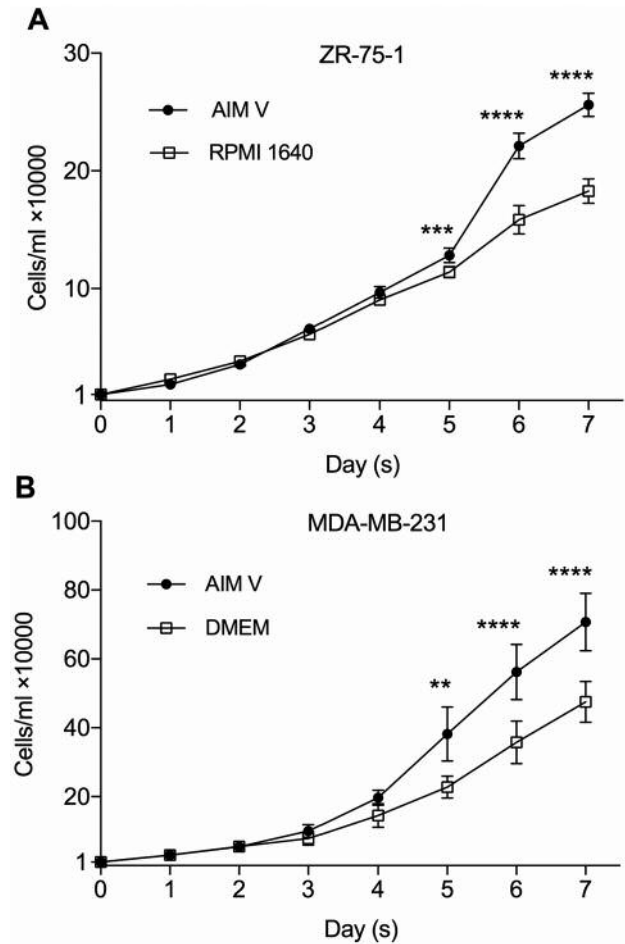 A
ZR-75-1
30
20
10
1
Cells/ml ×10000
AIM V
RPMI 1640
***
****
****
0 1 2 3 4 5 6 7
Day (s)
B
MDA-MB-231
100
80
60
40
20
1
Cells/ml ×10000
AIM V
DMEM
**
****
****
0 1 2 3 4 5 6 7
Day (s)